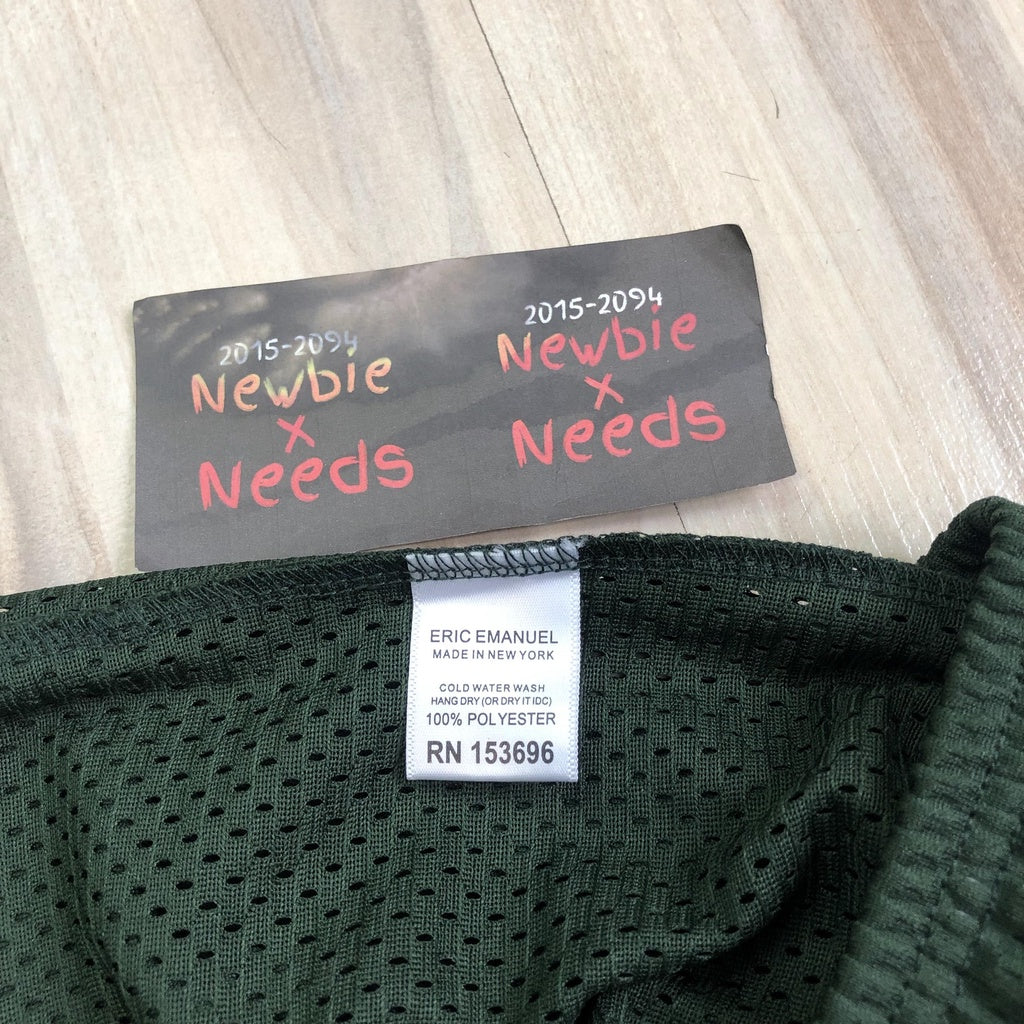 2015-2094
Newbie
x
Needs
2015-2094
Newbie
x
Needs
ERIC EMANUEL
MADE IN NEW YORK
COLD WATER WASH
HANG DRY (OR DRY IT IDC)
100% POLYESTER
RN 153696